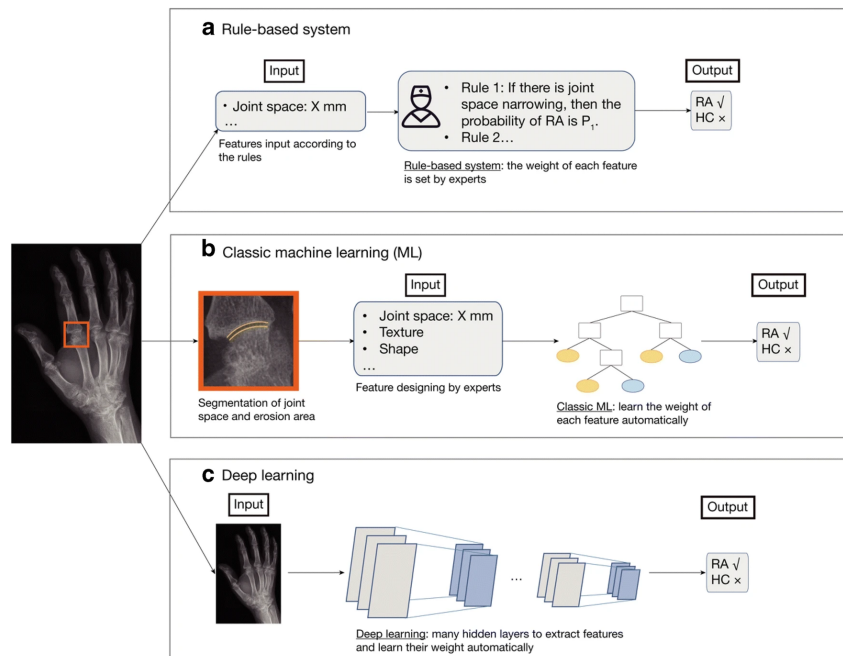 a Rule-based system
Input
• Joint space: X mm
...
Features input according to
the rules
• Rule 1: If there is joint
space narrowing, then the
probability of RA is P₁.
• Rule 2...
Rule-based system: the weight of each feature
is set by experts
Output
RA √
HC ×
b Classic machine learning (ML)
Segmentation of joint
space and erosion area
Input
• Joint space: X mm
• Texture
• Shape
...
Feature designing by experts
Classic ML: learn the weight of
each feature automatically
Output
RA √
HC ×
c Deep learning
Input
...
Deep learning: many hidden layers to extract features
and learn their weight automatically
Output
RA √
HC ×